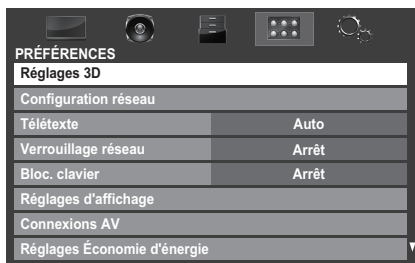 PRÉFÉRENCES
Réglages 3D
Configuration réseau
Télétexte Auto
Verrouillage réseau Arrêt
Bloc. clavier Arrêt
Réglages d'affichage
Connexions AV
Réglages Économie d'énergie